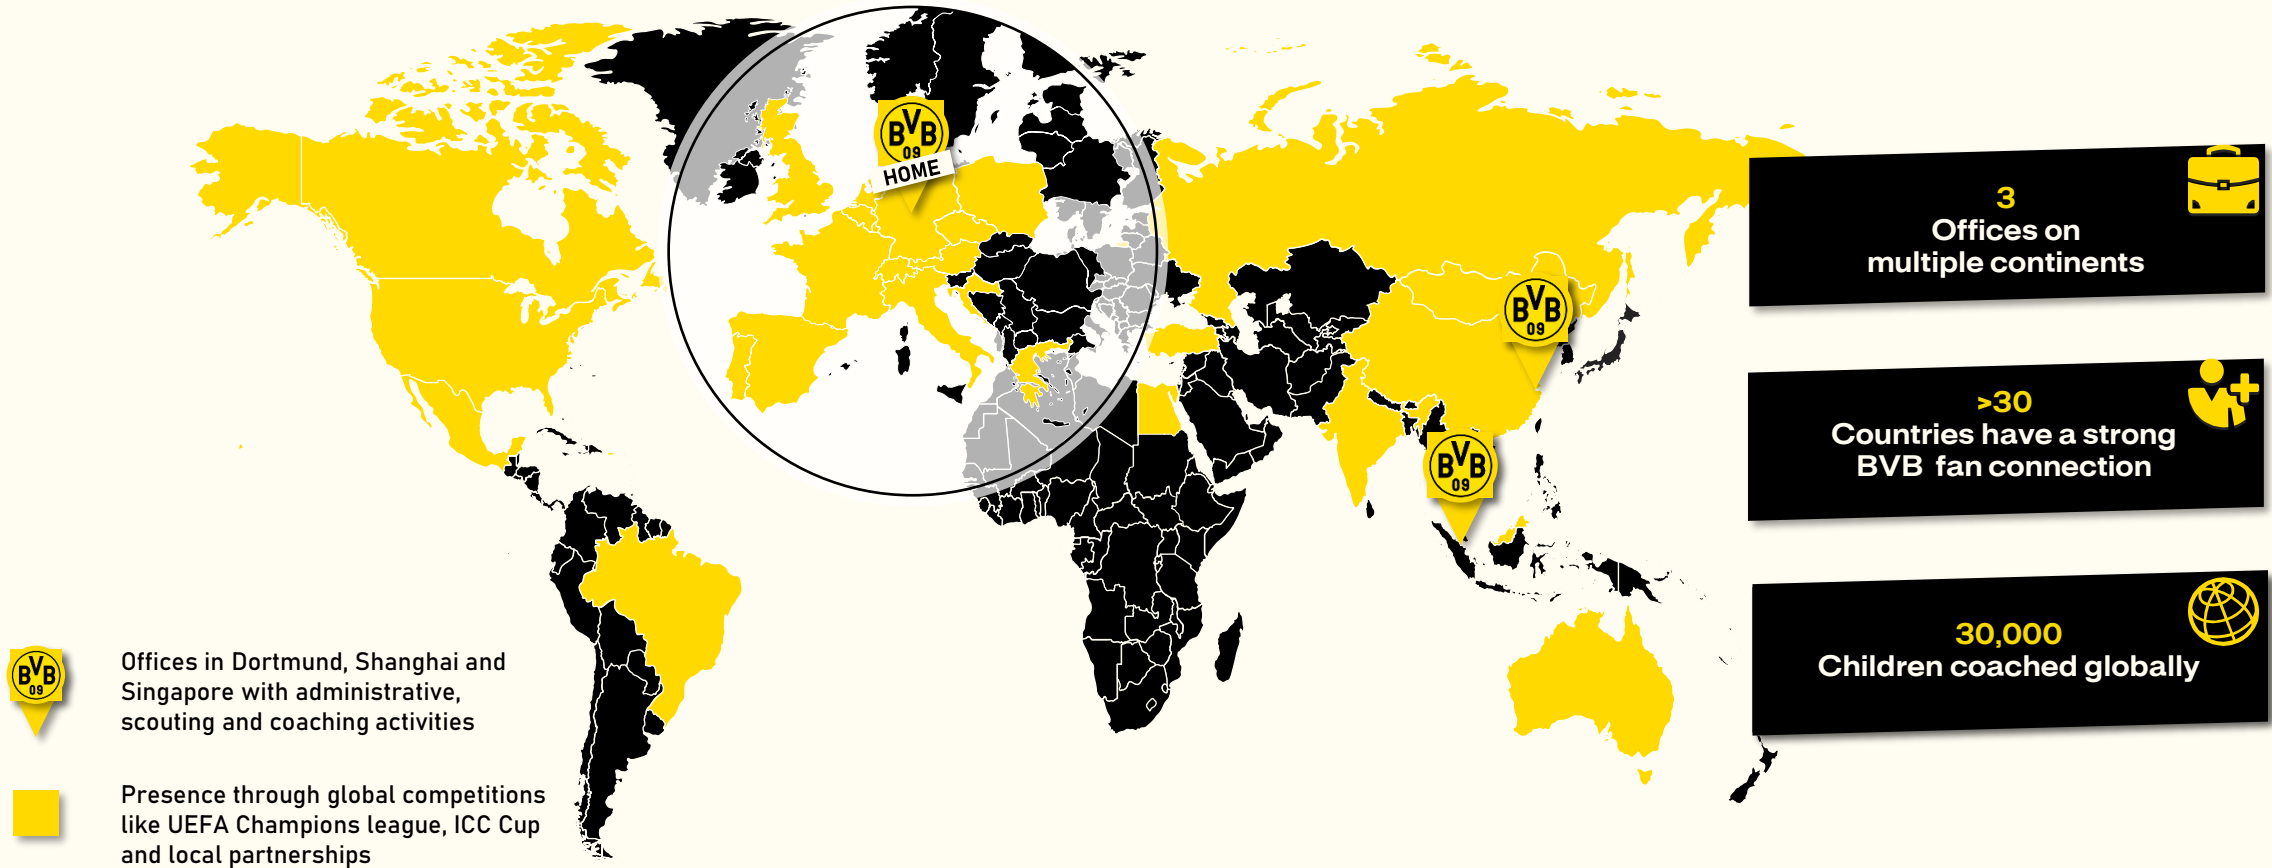 BVB
09
HOME
BVB
09
BVB
09
3
Offices on
multiple continents
>30
Countries have a strong
BVB fan connection
30,000
Children coached globally
BVB
09
Offices in Dortmund, Shanghai and
Singapore with administrative,
scouting and coaching activities
Presence through global competitions
like UEFA Champions league, ICC Cup
and local partnerships